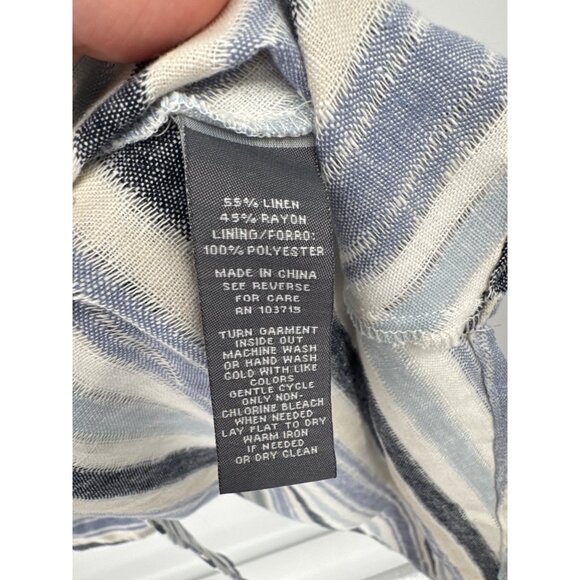 55% LINEN
45% RAYON
LINING/FORRO:
100% POLYESTER
MADE IN CHINA
SEE REVERSE
FOR CARE
RN 103715
TURN GARMENT
INSIDE OUT
MACHINE WASH
OR HAND WASH
COLD WITH LIKE
COLORS
GENTLE CYCLE
ONLY NON-
CHLORINE BLEACH
WHEN NEEDED
LAY FLAT TO DRY
WARM IRON
IF NEEDED
OR DRY CLEAN